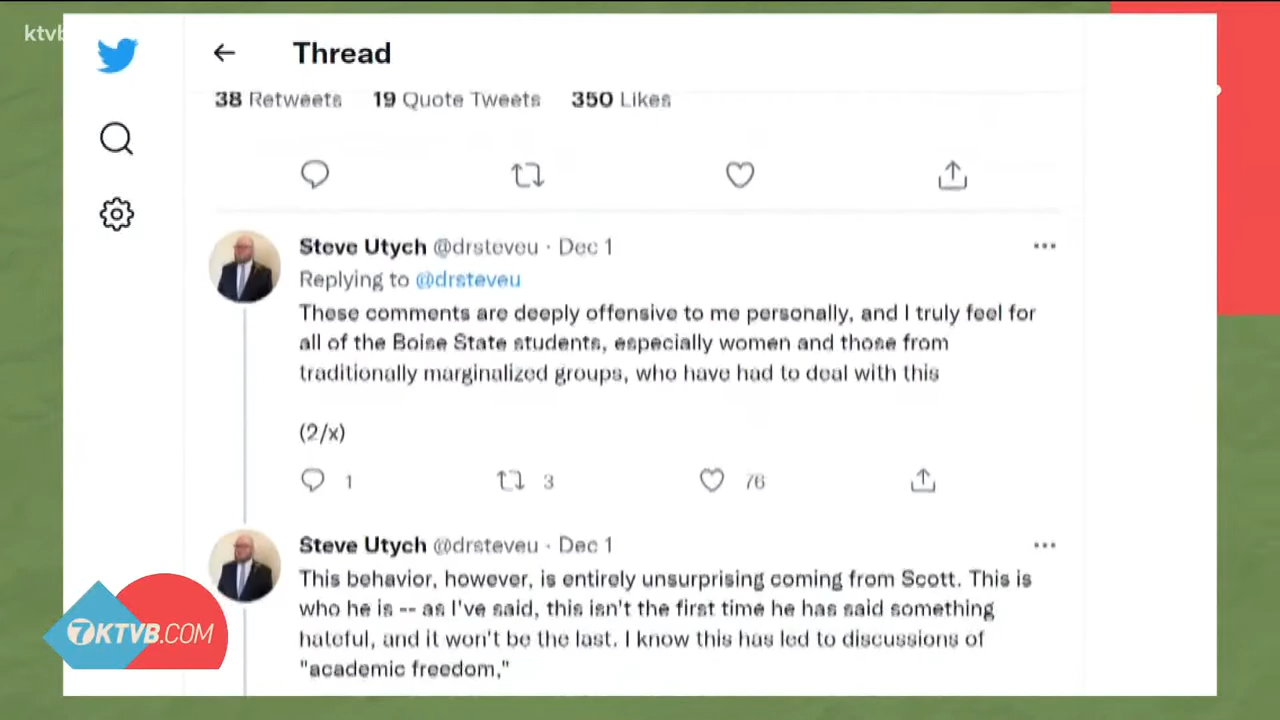 ktvb
Thread
38 Retweets 19 Quote Tweets 350 Likes
Steve Utych @drsteveu · Dec 1
Replying to @drsteveu
These comments are deeply offensive to me personally, and I truly feel for
all of the Boise State students, especially women and those from
traditionally marginalized groups, who have had to deal with this
(2/x)
1 3 76
Steve Utych @drsteveu · Dec 1
This behavior, however, is entirely unsurprising coming from Scott. This is
who he is -- as I've said, this isn't the first time he has said something
hateful, and it won't be the last. I know this has led to discussions of
"academic freedom,"
7KTVB.COM